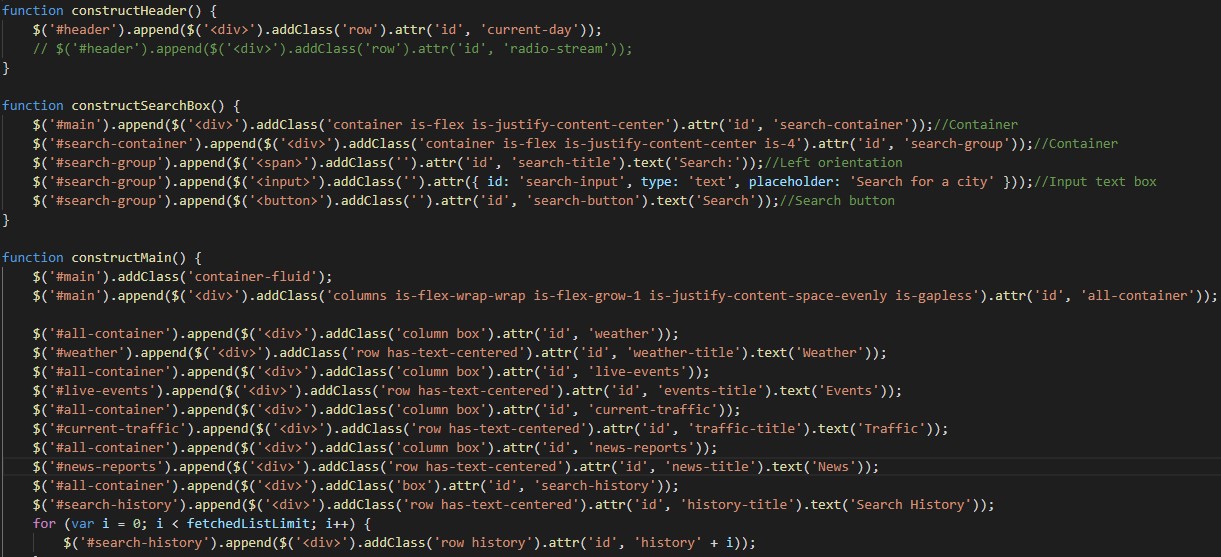 function constructHeader() {
    $('#header').append($('<div>').addClass('row').attr('id', 'current-day'));
    // $('#header').append($('<div>').addClass('row').attr('id', 'radio-stream'));
}

function constructSearchBox() {
    $('#main').append($('<div>').addClass('container is-flex is-justify-content-center').attr('id', 'search-container'));//Container
    $('#search-container').append($('<div>').addClass('container is-flex is-justify-content-center is-4').attr('id', 'search-group'));//Container
    $('#search-group').append($('<span>').addClass('').attr('id', 'search-title').text('Search:'));//Left orientation
    $('#search-group').append($('<input>').addClass('').attr({ id: 'search-input', type: 'text', placeholder: 'Search for a city' }));//Input text box
    $('#search-group').append($('<button>').addClass('').attr('id', 'search-button').text('Search'));//Search button
}

function constructMain() {
    $('#main').addClass('container-fluid');
    $('#main').append($('<div>').addClass('columns is-flex-wrap-wrap is-flex-grow-1 is-justify-content-space-evenly is-gapless').attr('id', 'all-container'));

    $('#all-container').append($('<div>').addClass('column box').attr('id', 'weather'));
    $('#weather').append($('<div>').addClass('row has-text-centered').attr('id', 'weather-title').text('Weather'));
    $('#all-container').append($('<div>').addClass('column box').attr('id', 'live-events'));
    $('#live-events').append($('<div>').addClass('row has-text-centered').attr('id', 'events-title').text('Events'));
    $('#all-container').append($('<div>').addClass('column box').attr('id', 'current-traffic'));
    $('#current-traffic').append($('<div>').addClass('row has-text-centered').attr('id', 'traffic-title').text('Traffic'));
    $('#all-container').append($('<div>').addClass('column box').attr('id', 'news-reports'));
    $('#news-reports').append($('<div>').addClass('row has-text-centered').attr('id', 'news-title').text('News'));
    $('#all-container').append($('<div>').addClass('box').attr('id', 'search-history'));
    $('#search-history').append($('<div>').addClass('row has-text-centered').attr('id', 'history-title').text('Search History'));
    for (var i = 0; i < fetchedListLimit; i++) {
        $('#search-history').append($('<div>').addClass('row history').attr('id', 'history' + i));